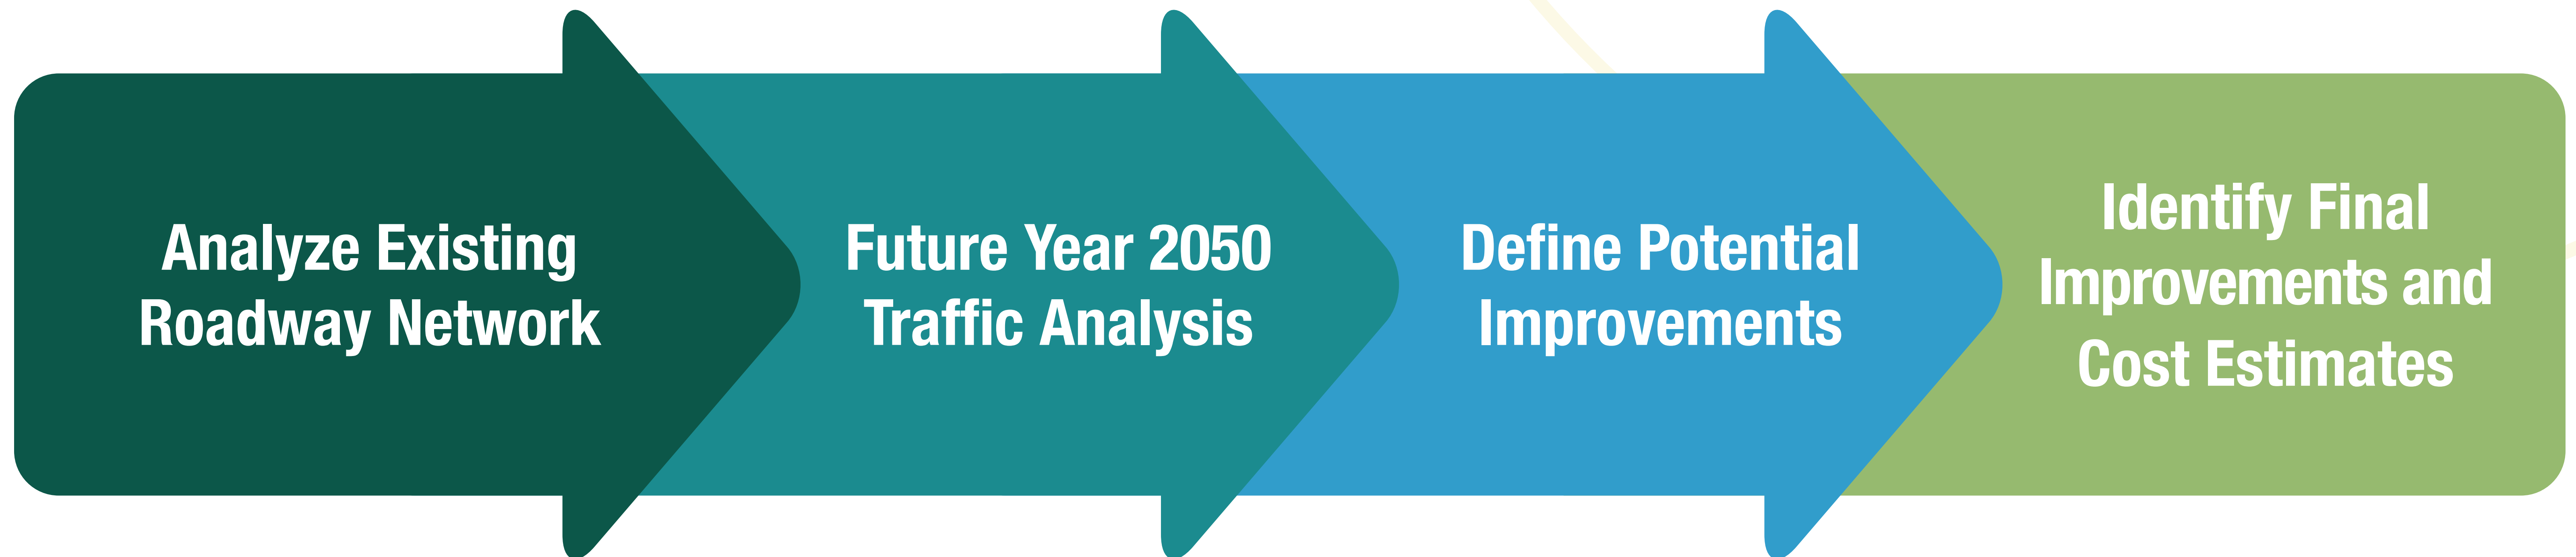 Analyze Existing
Roadway Network
Future Year 2050
Traffic Analysis
Define Potential
Improvements
Identify Final
Improvements and
Cost Estimates